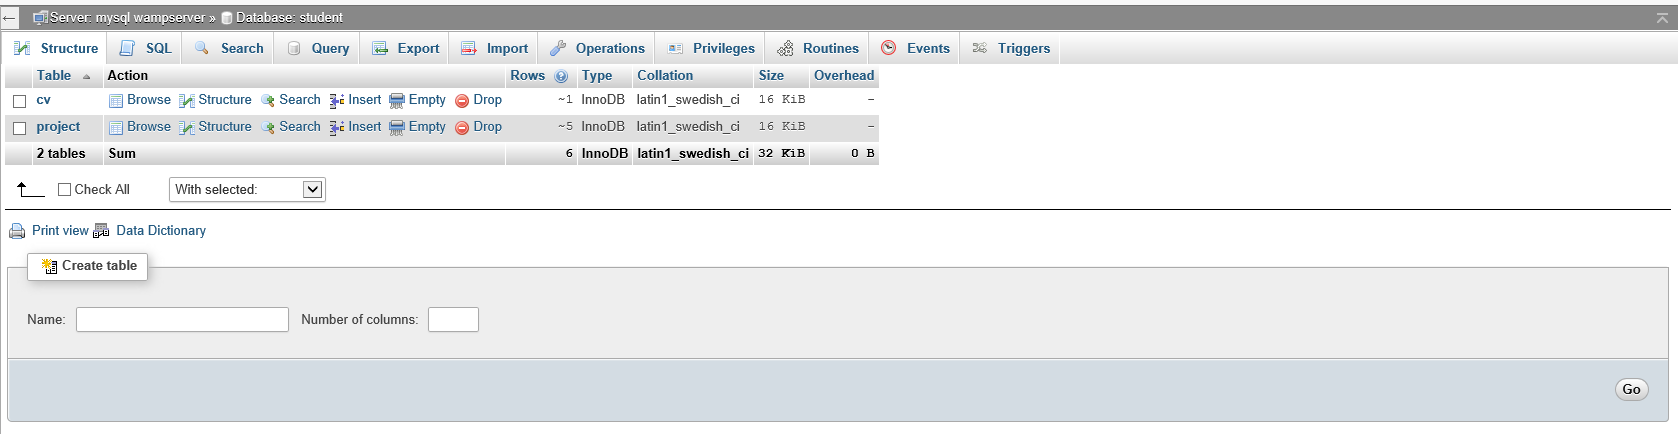 Server: mysql wampserver » Database: student
Structure SQL Search Query Export Import Operations Privileges Routines Events Triggers
Table Action Rows Type Collation Size Overhead
cv Browse Structure Search Insert Empty Drop ~1 InnoDB latin1_swedish_ci 16 KiB -
project Browse Structure Search Insert Empty Drop ~5 InnoDB latin1_swedish_ci 16 KiB -
2 tables Sum 6 InnoDB latin1_swedish_ci 32 KiB 0 B
Check All With selected:
Print view Data Dictionary
Create table
Name: Number of columns:
Go